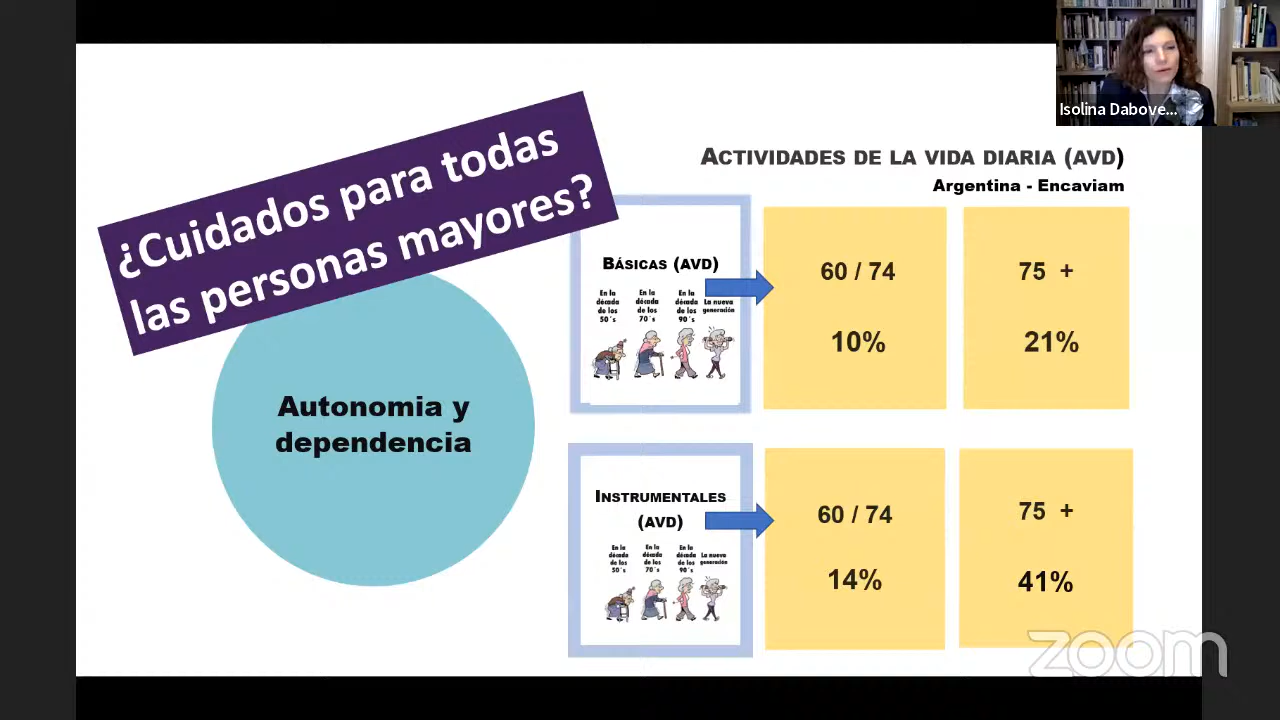 Isolina Dabove...
¿Cuidados para todas
las personas mayores?
ACTIVIDADES DE LA VIDA DIARIA (AVD)
Argentina - Encaviam
Autonomia y
dependencia
BÁSICAS (AVD)
En la
década
de los
50´s
En la
década
de los
70´s
En la
década
de los
90´s
La nueva
generación
60 / 74
10%
75 +
21%
INSTRUMENTALES
(AVD)
En la
década
de los
50´s
En la
década
de los
70´s
En la
década
de los
90´s
La nueva
generación
60 / 74
14%
75 +
41%
zoom